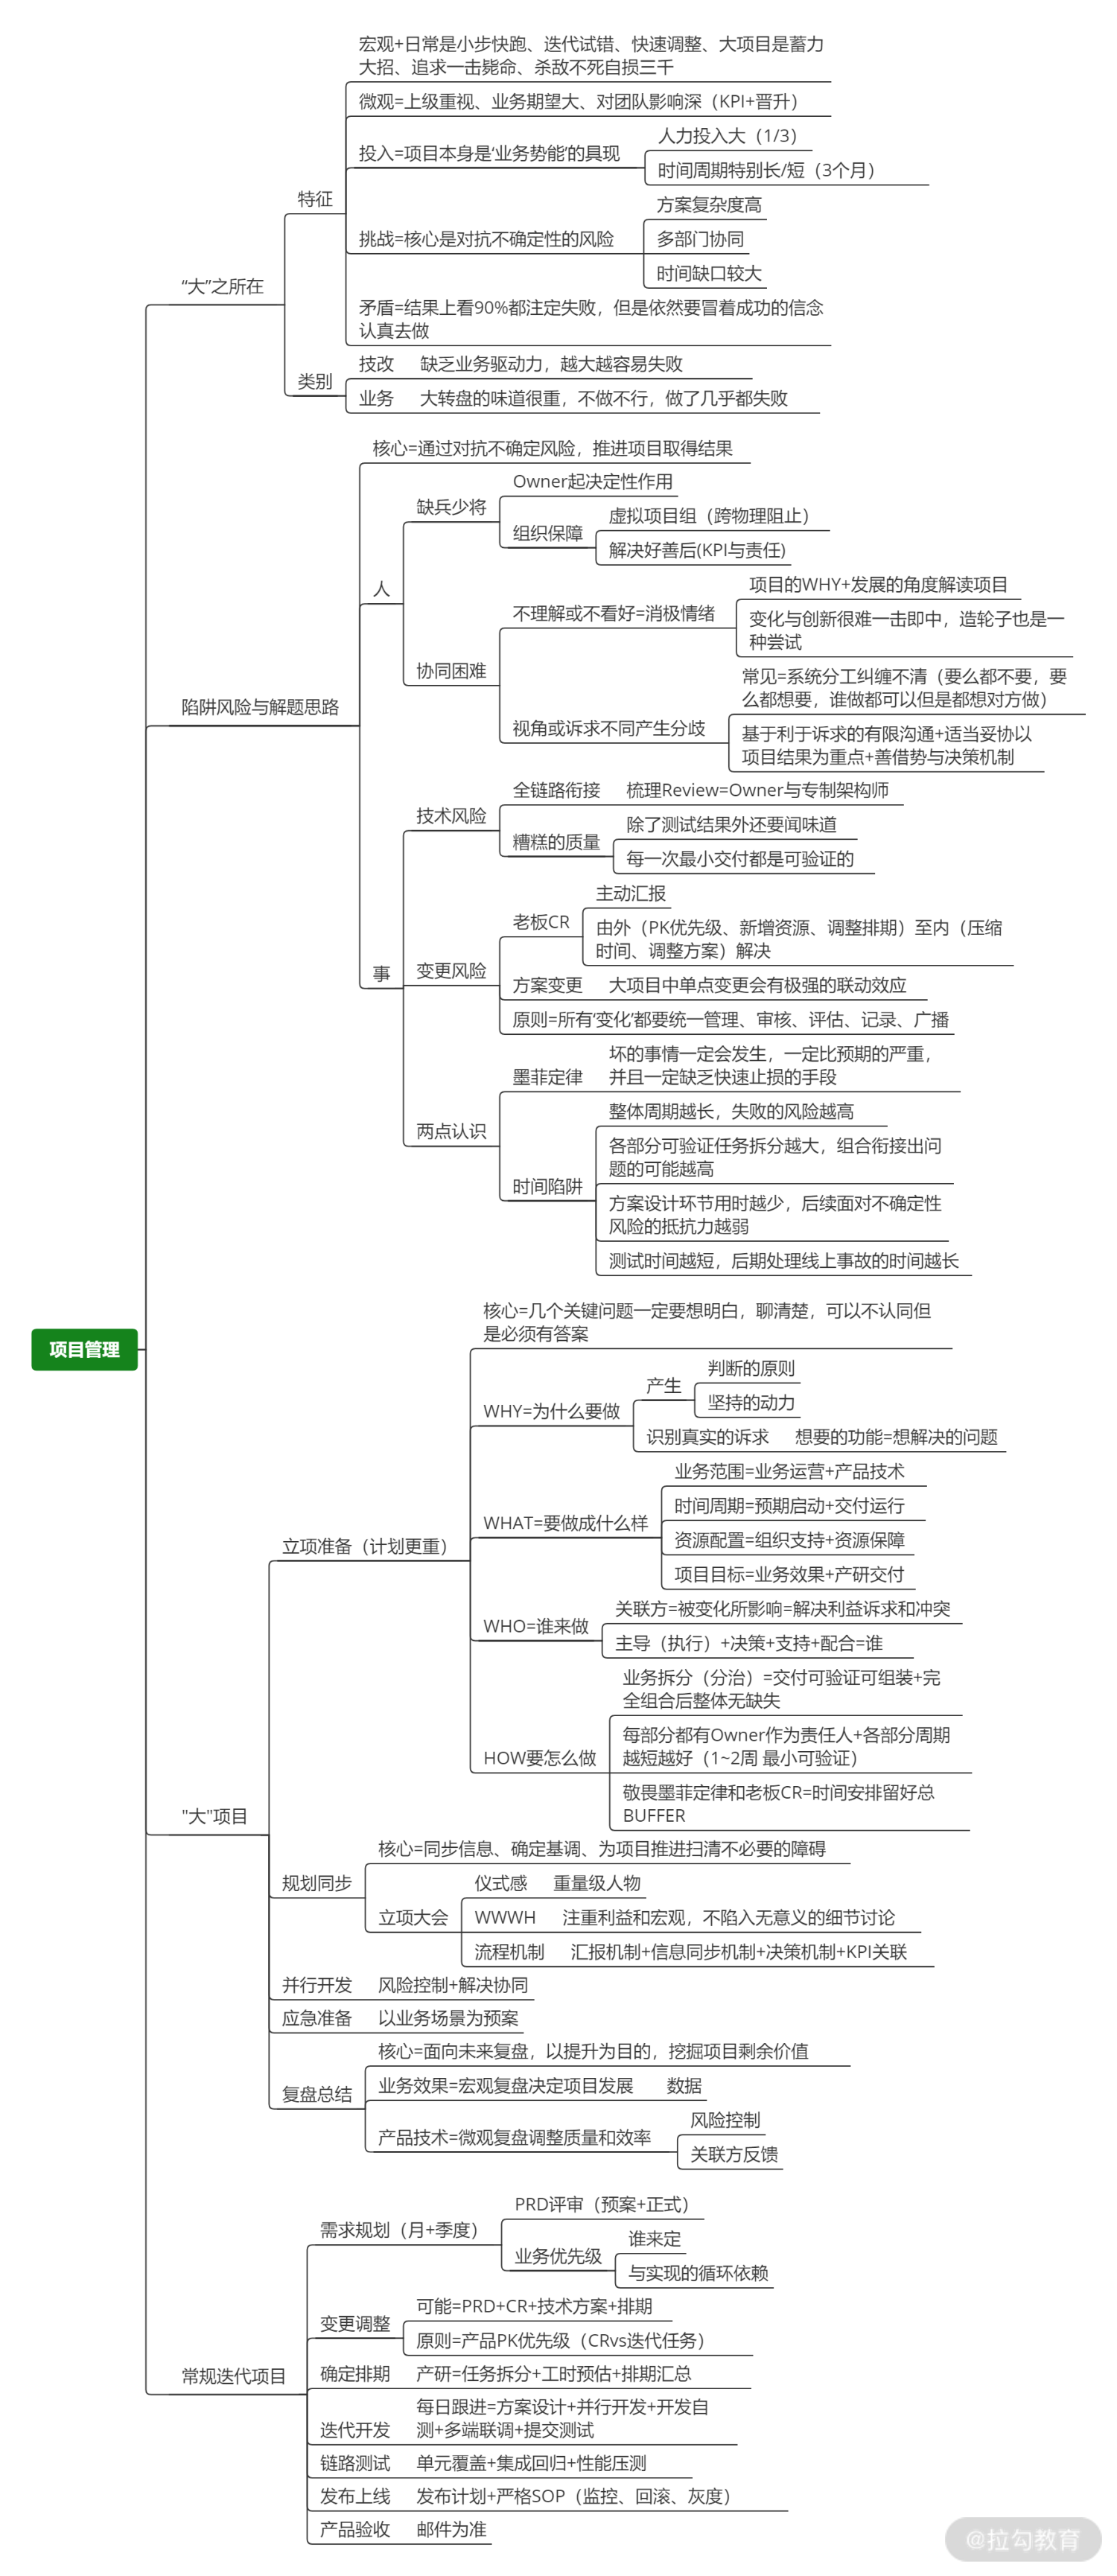 宏观+日常是小步快跑、迭代试错、快速调整、大项目是蓄力
大招、追求一击毙命、杀敌不死自损三千
微观=上级重视、业务期望大、对团队影响深（KPI+晋升）
人力投入大（1/3）
投入=项目本身是‘业务势能’的具现
时间周期特别长/短（3个月）
特征
方案复杂度高
挑战=核心是对抗不确定性的风险
多部门协同
时间缺口较大
“大”之所在
矛盾=结果上看90%都注定失败，但是依然要冒着成功的信念
认真去做
技改
缺乏业务驱动力，越大越容易失败
类别
业务
大转盘的味道很重，不做不行，做了几乎都失败
核心=通过对抗不确定风险，推进项目取得结果
Owner起决定性作用
缺兵少将
虚拟项目组（跨物理阻止）
组织保障
解决好善后(KPI与责任)
人
项目的WHY+发展的角度解读项目
不理解或不看好=消极情绪
变化与创新很难一击即中，造轮子也是一
种尝试
协同困难
常见=系统分工纠缠不清（要么都不要，要
么都想要，谁做都可以但是都想对方做）
陷阱风险与解题思路
视角或诉求不同产生分歧
基于利于诉求的有限沟通+适当妥协以
项目结果为重点+善借势与决策机制
全链路衔接
梳理Review=Owner与专制架构师
技术风险
除了测试结果外还要闻味道
糟糕的质量
每一次最小交付都是可验证的
主动汇报
老板CR
由外（PK优先级、新增资源、调整排期）至内（压缩
时间、调整方案）解决
事
变更风险
方案变更
大项目中单点变更会有极强的联动效应
原则=所有‘变化’都要统一管理、审核、评估、记录、广播
坏的事情一定会发生，一定比预期的严重，
并且一定缺乏快速止损的手段
墨菲定律
整体周期越长，失败的风险越高
两点认识
各部分可验证任务拆分越大，组合衔接出问
题的可能越高
时间陷阱
方案设计环节用时越少，后续面对不确定性
风险的抵抗力越弱
测试时间越短，后期处理线上事故的时间越长
项目管理
核心=几个关键问题一定要想明白，聊清楚，可以不认同但
是必须有答案
判断的原则
产生
坚持的动力
WHY=为什么要做
识别真实的诉求
想要的功能=想解决的问题
业务范围=业务运营+产品技术
时间周期=预期启动+交付运行
WHAT=要做成什么样
资源配置=组织支持+资源保障
立项准备（计划更重）
项目目标=业务效果+产研交付
关联方=被变化所影响=解决利益诉求和冲突
WHO=谁来做
主导（执行）+决策+支持+配合=谁
业务拆分（分治）=交付可验证可组装+完
全组合后整体无缺失
每部分都有Owner作为责任人+各部分周期
越短越好（1~2周 最小可验证）
HOW要怎么做
敬畏墨菲定律和老板CR=时间安排留好总
BUFFER
"大"项目
核心=同步信息、确定基调、为项目推进扫清不必要的障碍
规划同步
仪式感
重量级人物
立项大会
WWWH
注重利益和宏观，不陷入无意义的细节讨论
流程机制
汇报机制+信息同步机制+决策机制+KPI关联
并行开发
风险控制+解决协同
应急准备
以业务场景为预案
核心=面向未来复盘，以提升为目的，挖掘项目剩余价值
复盘总结
业务效果=宏观复盘决定项目发展
数据
风险控制
产品技术=微观复盘调整质量和效率
关联方反馈
PRD评审（预案+正式）
需求规划（月+季度）
谁来定
业务优先级
与实现的循环依赖
可能=PRD+CR+技术方案+排期
变更调整
原则=产品PK优先级（CRvs迭代任务）
常规迭代项目
确定排期
产研=任务拆分+工时预估+排期汇总
每日跟进=方案设计+并行开发+开发自
测+多端联调+提交测试
迭代开发
链路测试
单元覆盖+集成回归+性能压测
发布上线
发布计划+严格SOP（监控、回滚、灰度）
产品验收
邮件为准
@拉勾教育